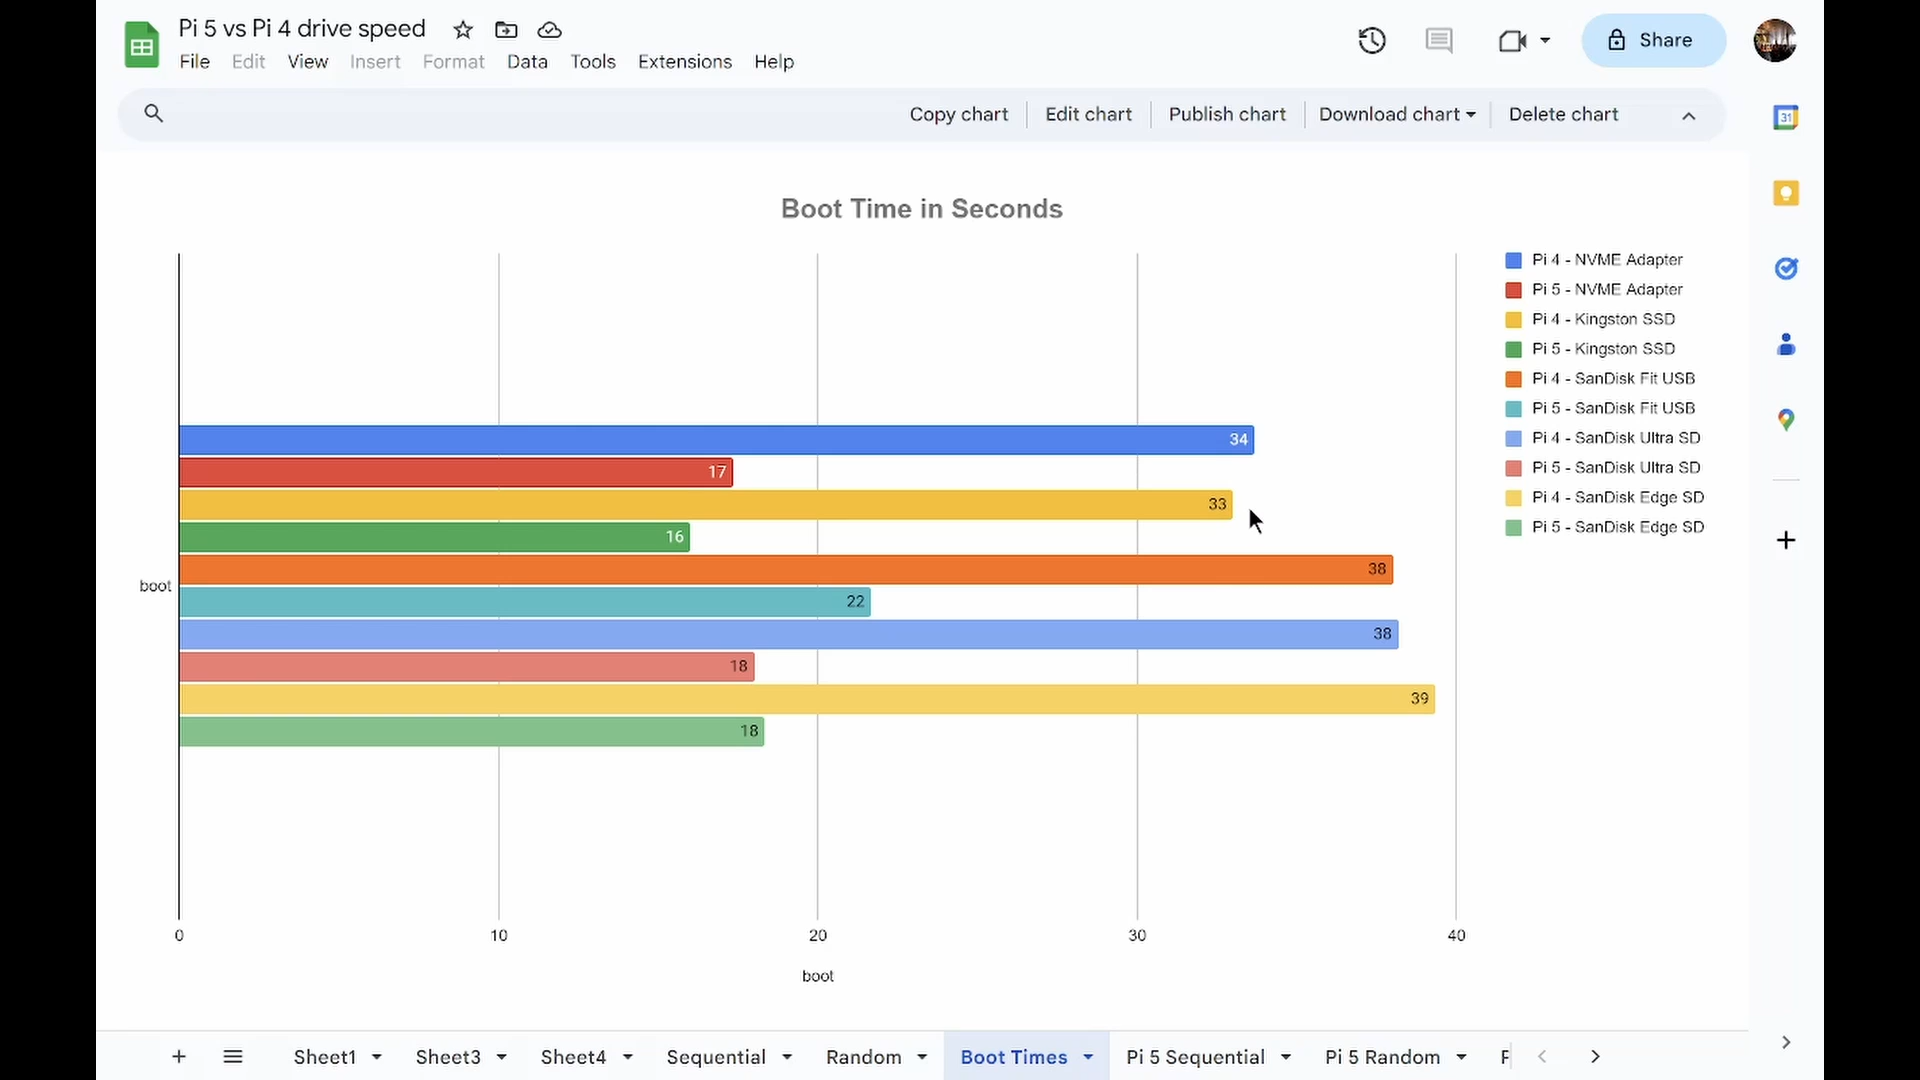 Pi 5 vs Pi 4 drive speed
File Edit View Insert Format Data Tools Extensions Help
Share
Copy chart Edit chart Publish chart Download chart Delete chart
31
Boot Time in Seconds
Pi 4 - NVME Adapter
Pi 5 - NVME Adapter
Pi 4 - Kingston SSD
Pi 5 - Kingston SSD
Pi 4 - SanDisk Fit USB
Pi 5 - SanDisk Fit USB
Pi 4 - SanDisk Ultra SD
Pi 5 - SanDisk Ultra SD
Pi 4 - SanDisk Edge SD
Pi 5 - SanDisk Edge SD
34
17
33
16
38
boot
22
38
18
39
18
0 10 20 30 40
boot
Sheet1 Sheet3 Sheet4 Sequential Random Boot Times Pi 5 Sequential Pi 5 Random